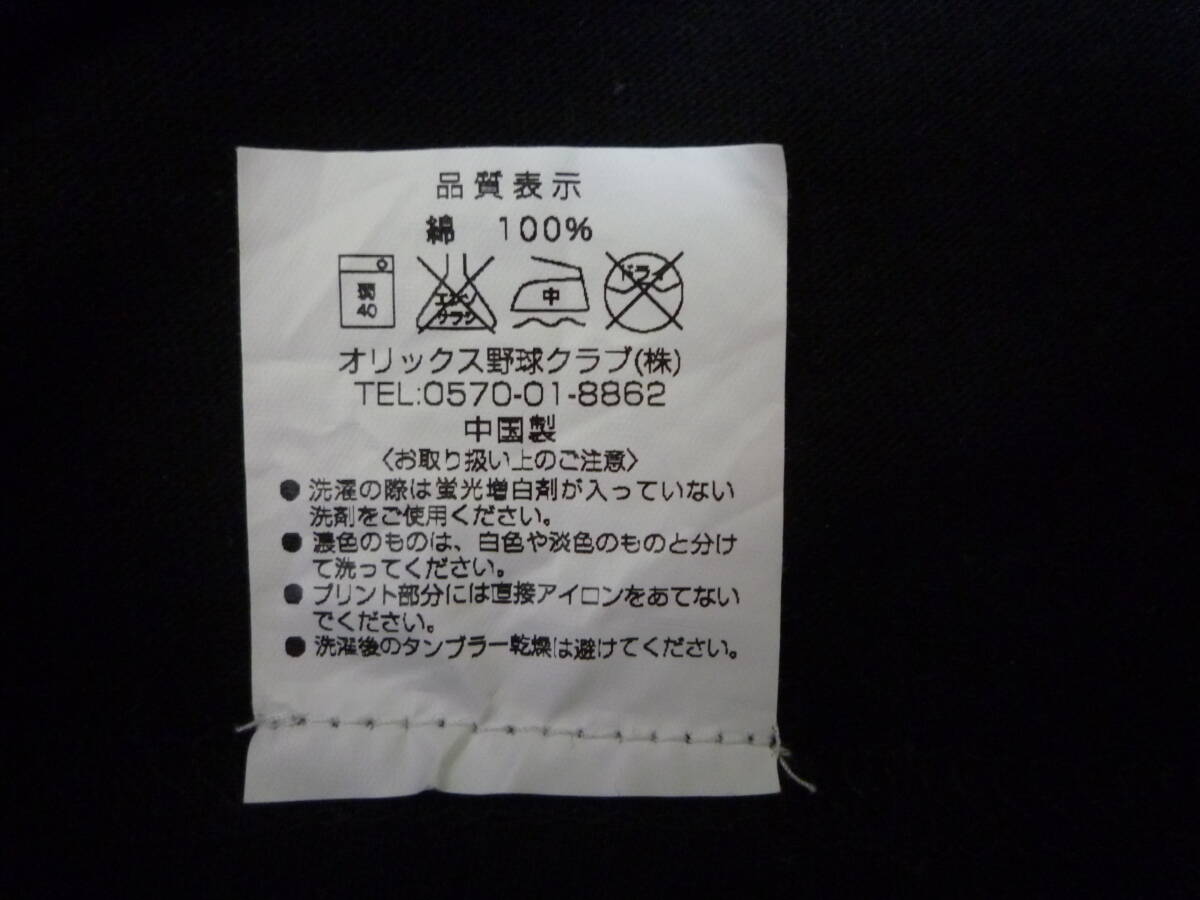 品質表示
綿 100%
弱
40
エンソ
サラシ
中
ドライ
オリックス野球クラブ(株)
TEL:0570-01-8862
中国製
〈お取り扱い上のご注意〉
● 洗濯の際は蛍光増白剤が入っていない
洗剤をご使用ください。
● 濃色のものは、白色や淡色のものと分け
て洗ってください。
● プリント部分には直接アイロンをあてない
でください。
● 洗濯後のタンブラー乾燥は避けてください。